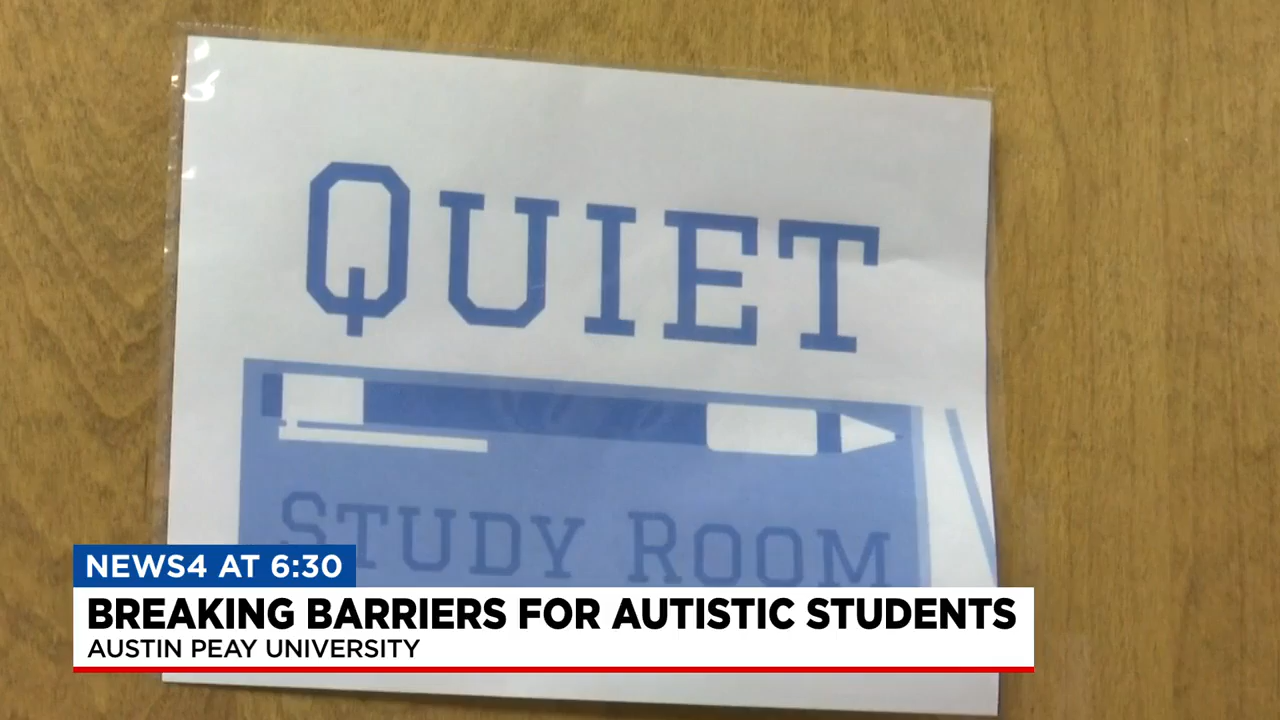 QUIET
STUDY ROOM
NEWS4 AT 6:30
BREAKING BARRIERS FOR AUTISTIC STUDENTS
AUSTIN PEAY UNIVERSITY